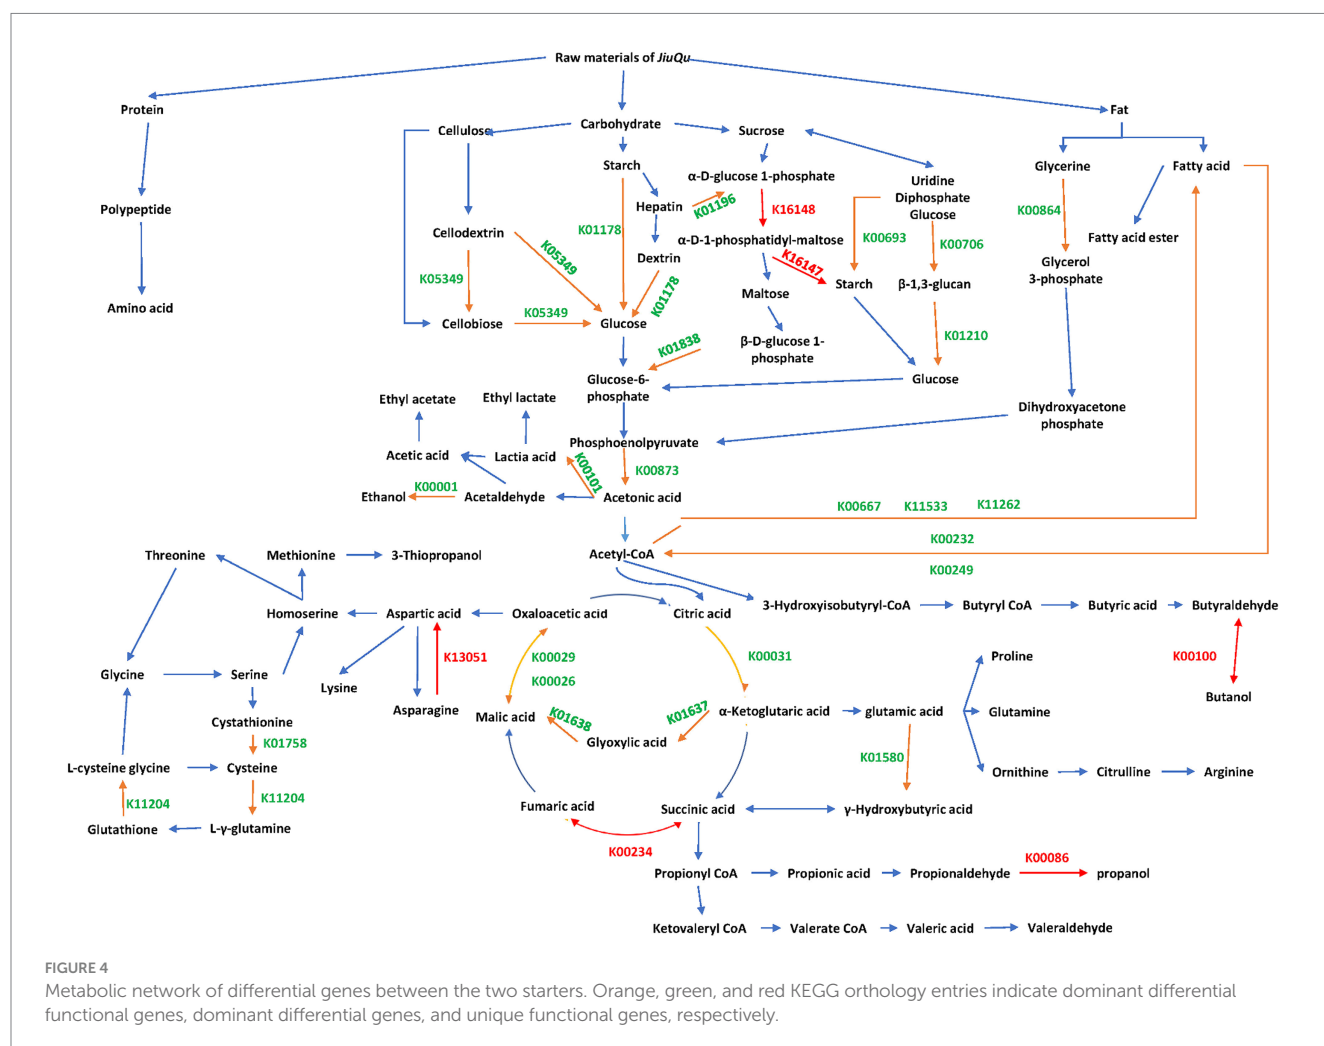 Raw materials of JiuQu
Protein
Fat
Cellulose
Carbohydrate
Sucrose
Starch
Glycerine
Fatty acid
α-D-glucose 1-phosphate
Uridine
Diphosphate
Glucose
Polypeptide
Hepatin
K01196
K16148
K00864
K01178
Cellodextrin
K05349
α-D-1-phosphatidyl-maltose
K00693
K00706
Fatty acid ester
Dextrin
K16147
Glycerol
3-phosphate
K05349
K01178
Maltose
Starch
β-1,3-glucan
Amino acid
K05349
Cellobiose
Glucose
K01838
β-D-glucose 1-
phosphate
K01210
Glucose-6-
phosphate
Glucose
Ethyl acetate
Ethyl lactate
Dihydroxyacetone
phosphate
Phosphoenolpyruvate
Acetic acid
Lactia acid
K00101
K00873
Ethanol
K00001
Acetaldehyde
Acetonic acid
K00667
K11533
K11262
K00232
Threonine
Methionine
3-Thiopropanol
Acetyl-CoA
K00249
Homoserine
Aspartic acid
Oxaloacetic acid
Citric acid
3-Hydroxyisobutyryl-CoA
Butyryl CoA
Butyric acid
Butyraldehyde
K13051
K00029
K00031
K00100
Proline
Glycine
Serine
Lysine
K00026
Butanol
Asparagine
Malic acid
K01638
K01637
α-Ketoglutaric acid
glutamic acid
Glutamine
Cystathionine
Glyoxylic acid
K01758
K01580
L-cysteine glycine
Cysteine
Ornithine
Citrulline
Arginine
K11204
K11204
Fumaric acid
Succinic acid
γ-Hydroxybutyric acid
Glutathione
L-γ-glutamine
K00234
K00086
Propionyl CoA
Propionic acid
Propionaldehyde
propanol
Ketovaleryl CoA
Valerate CoA
Valeric acid
Valeraldehyde
FIGURE 4
Metabolic network of differential genes between the two starters. Orange, green, and red KEGG orthology entries indicate dominant differential
functional genes, dominant differential genes, and unique functional genes, respectively.